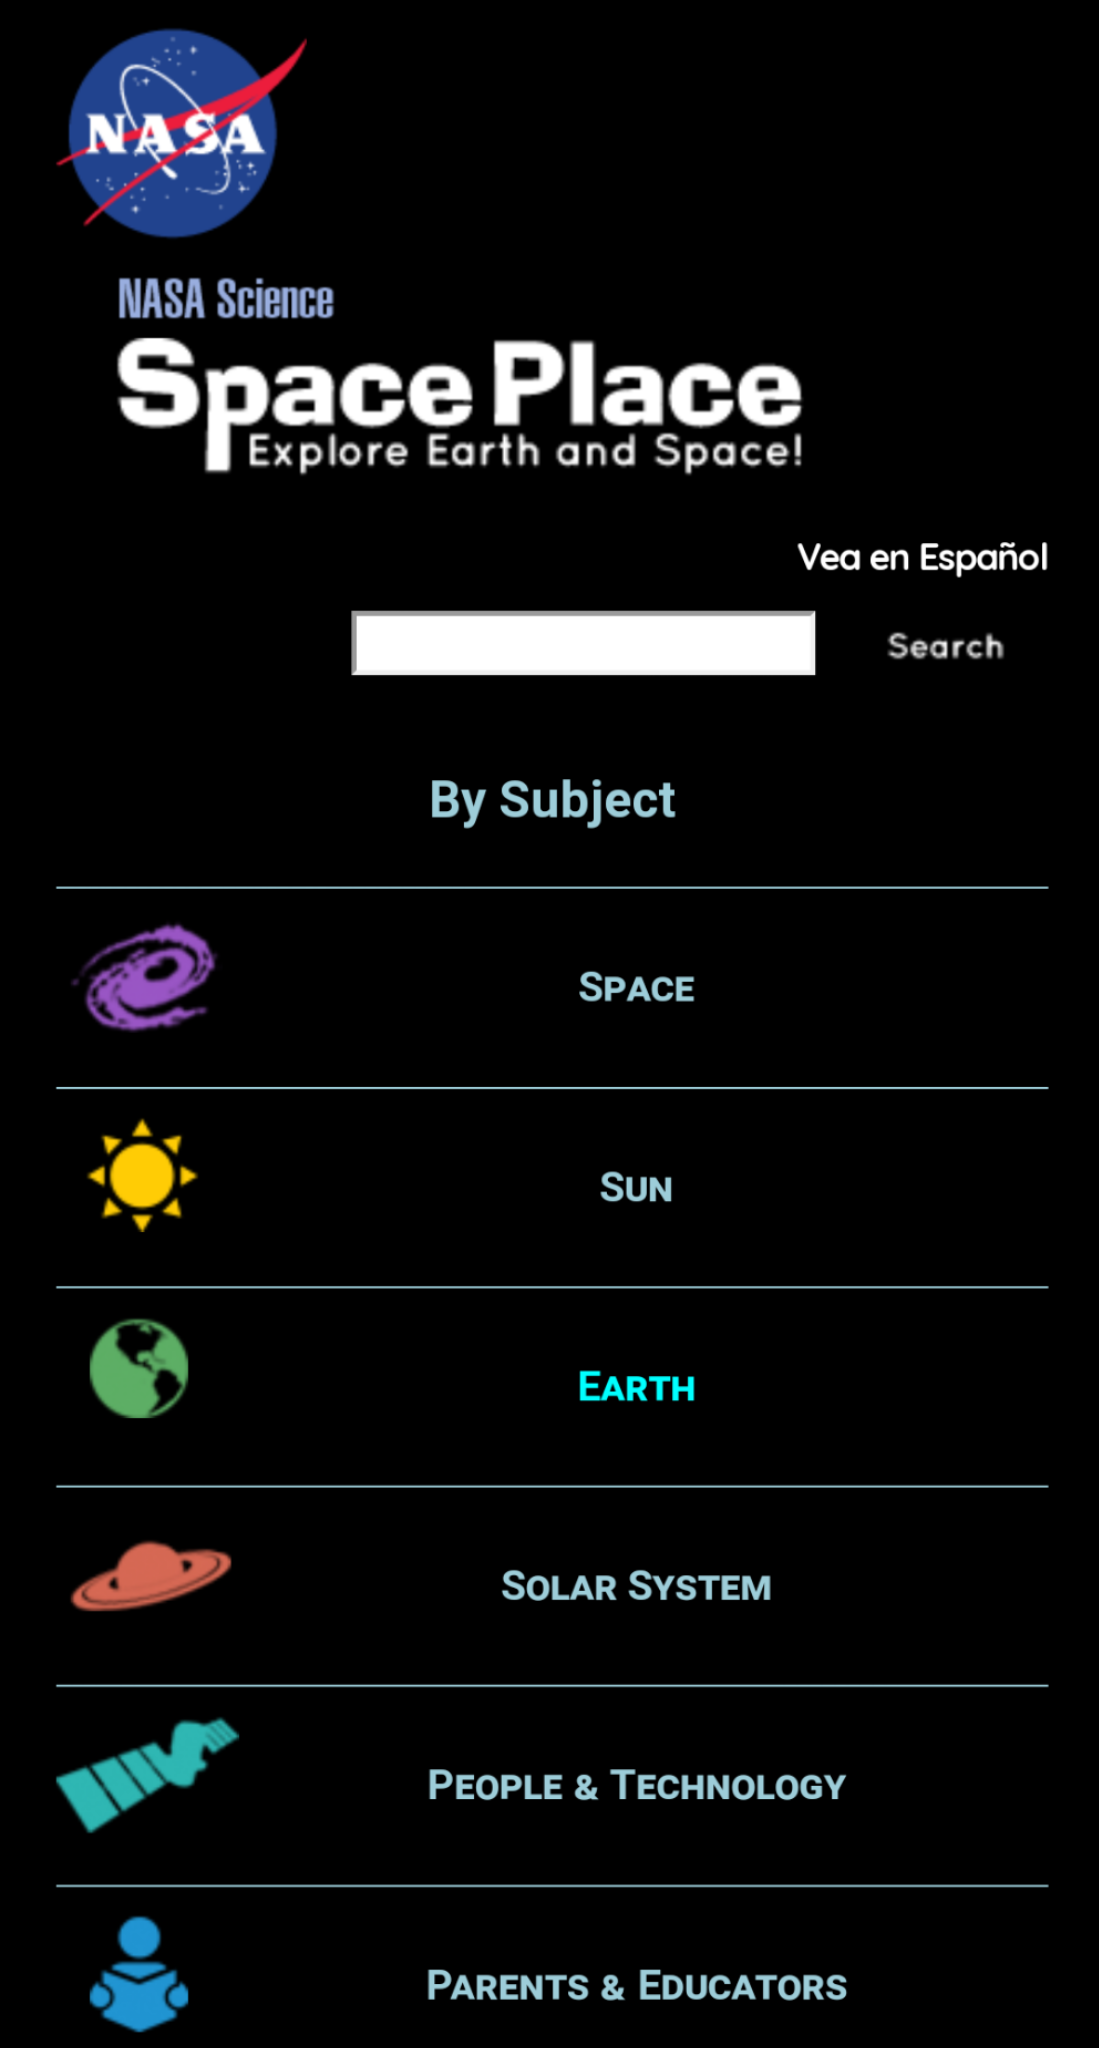 NASA
NASA Science
Space Place
Explore Earth and Space!
Vea en Español
Search
By Subject
Space
Sun
Earth
Solar System
People & Technology
Parents & Educators